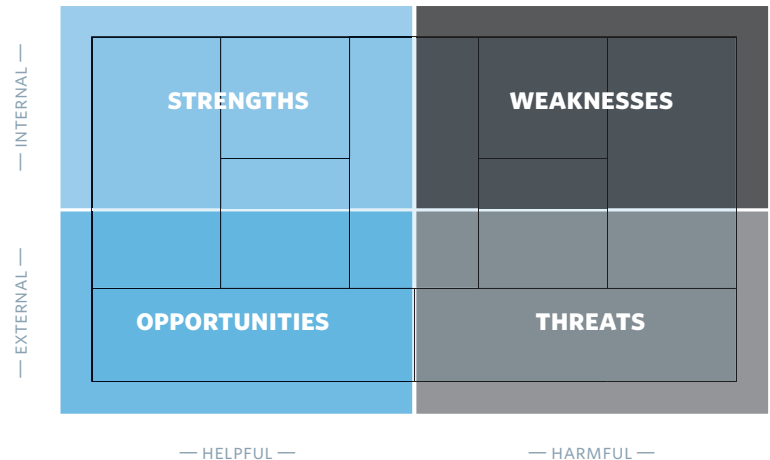 — INTERNAL —
STRENGTHS
WEAKNESSES
— EXTERNAL —
OPPORTUNITIES
THREATS
— HELPFUL —
— HARMFUL —